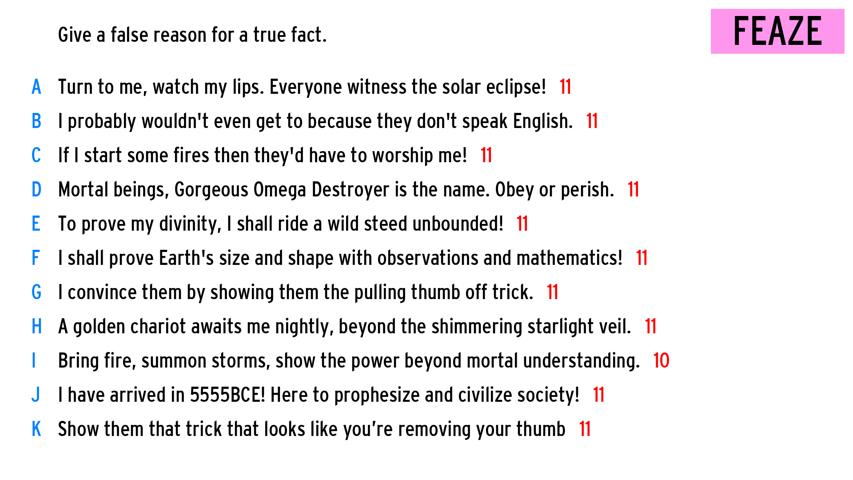 Give a false reason for a true fact.
FEAZE
A Turn to me, watch my lips. Everyone witness the solar eclipse! 11
B I probably wouldn't even get to because they don't speak English. 11
C If I start some fires then they'd have to worship me! 11
D Mortal beings, Gorgeous Omega Destroyer is the name. Obey or perish. 11
E To prove my divinity, I shall ride a wild steed unbounded! 11
F I shall prove Earth's size and shape with observations and mathematics! 11
G I convince them by showing them the pulling thumb off trick. 11
H A golden chariot awaits me nightly, beyond the shimmering starlight veil. 11
I Bring fire, summon storms, show the power beyond mortal understanding. 10
J I have arrived in 5555BCE! Here to prophesize and civilize society! 11
K Show them that trick that looks like you’re removing your thumb 11